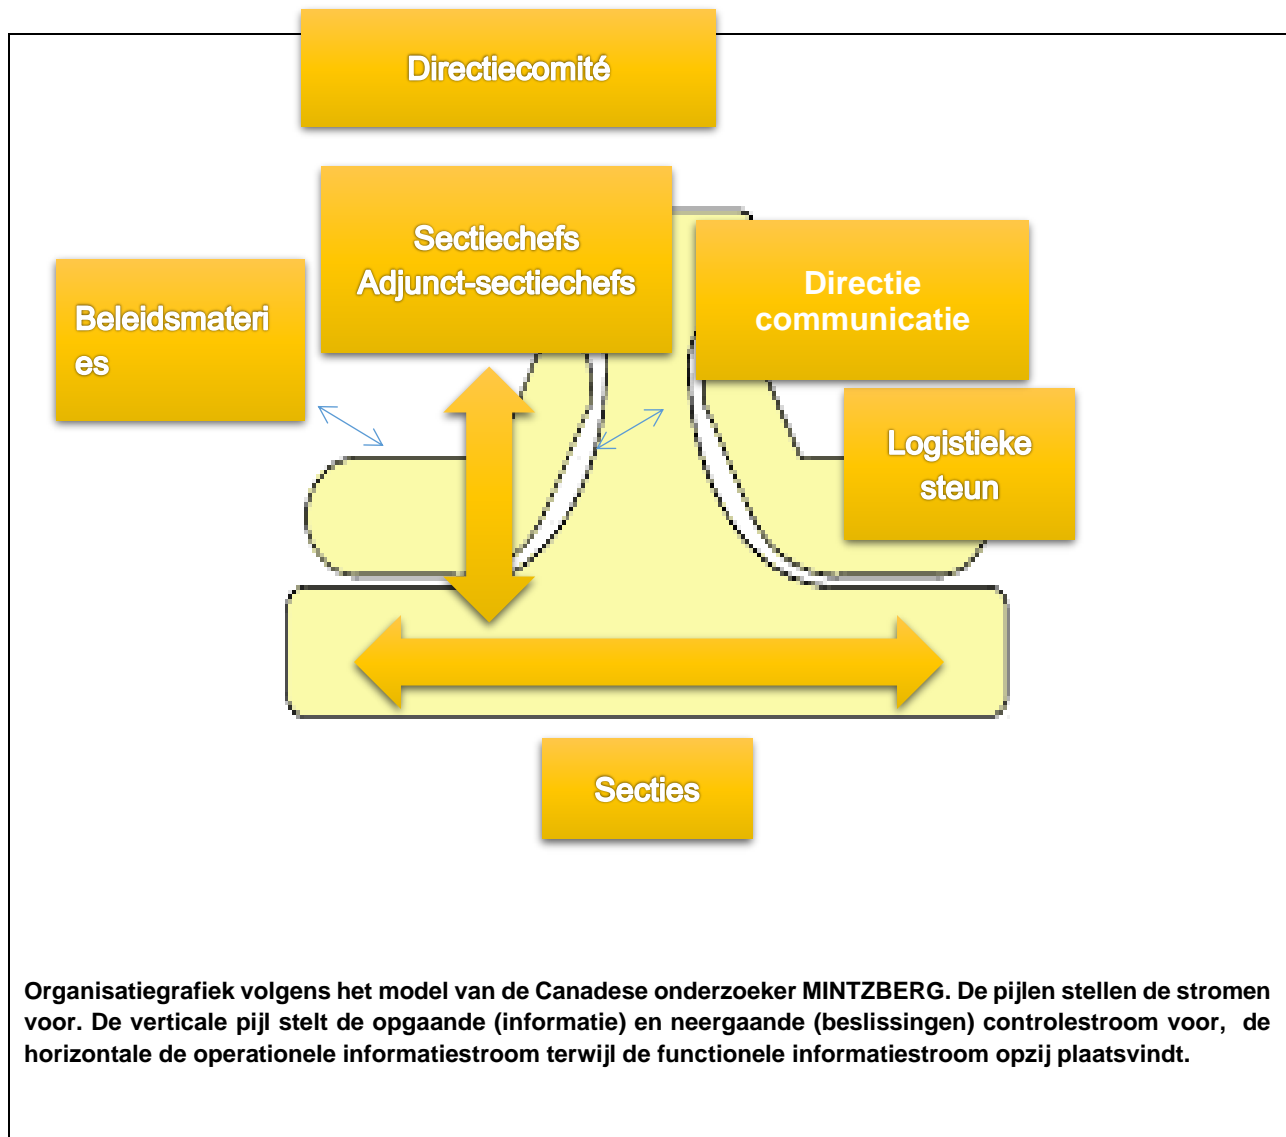 Directiecomité
Sectiechefs
Adjunct-sectiechefs
Directie
communicatie
Beleidsmateri
es
Logistieke
steun
Secties
Organisatiegrafiek volgens het model van de Canadese onderzoeker MINTZBERG. De pijlen stellen de stromen
voor. De verticale pijl stelt de opgaande (informatie) en neergaande (beslissingen) controlestroom voor, de
horizontale de operationele informatiestroom terwijl de functionele informatiestroom opzij plaatsvindt.